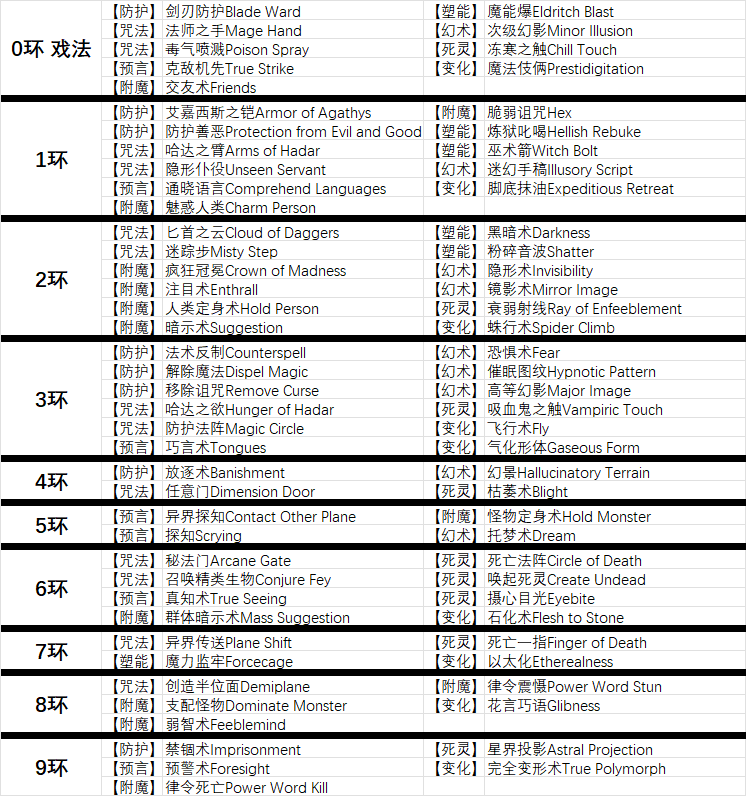 0环 戏法
【防护】 剑刃防护Blade Ward 【塑能】 魔能爆Eldritch Blast
【咒法】 法师之手Mage Hand 【幻术】 次级幻影Minor Illusion
【咒法】 毒气喷溅Poison Spray 【死灵】 冻寒之触Chill Touch
【预言】 克敌机先True Strike 【变化】 魔法伎俩Prestidigitation
【附魔】 交友术Friends
1环
【防护】 艾嘉西斯之铠Armor of Agathys 【附魔】 脆弱诅咒Hex
【防护】 防护善恶Protection from Evil and Good 【塑能】 炼狱叱喝Hellish Rebuke
【咒法】 哈达之臂Arms of Hadar 【塑能】 巫术箭Witch Bolt
【咒法】 隐形仆役Unseen Servant 【幻术】 迷幻手稿Illusory Script
【预言】 通晓语言Comprehend Languages 【变化】 脚底抹油Expeditious Retreat
【附魔】 魅惑人类Charm Person
2环
【咒法】 匕首之云Cloud of Daggers 【塑能】 黑暗术Darkness
【咒法】 迷踪步Misty Step 【塑能】 粉碎音波Shatter
【附魔】 疯狂冠冕Crown of Madness 【幻术】 隐形术Invisibility
【附魔】 注目术Enthrall 【幻术】 镜影术Mirror Image
【附魔】 人类定身术Hold Person 【死灵】 衰弱射线Ray of Enfeeblement
【附魔】 暗示术Suggestion 【变化】 蛛行术Spider Climb
3环
【防护】 法术反制Counterspell 【幻术】 恐惧术Fear
【防护】 解除魔法Dispel Magic 【幻术】 催眠图纹Hypnotic Pattern
【防护】 移除诅咒Remove Curse 【幻术】 高等幻影Major Image
【咒法】 哈达之欲Hunger of Hadar 【死灵】 吸血鬼之触Vampiric Touch
【咒法】 防护法阵Magic Circle 【变化】 飞行术Fly
【预言】 巧言术Tongues 【变化】 气化形体Gaseous Form
4环
【防护】 放逐术Banishment 【幻术】 幻景Hallucinatory Terrain
【咒法】 任意门Dimension Door 【死灵】 枯萎术Blight
5环
【预言】 异界探知Contact Other Plane 【附魔】 怪物定身术Hold Monster
【预言】 探知Scrying 【幻术】 托梦术Dream
6环
【咒法】 秘法门Arcane Gate 【死灵】 死亡法阵Circle of Death
【咒法】 召唤精类生物Conjure Fey 【死灵】 唤起死灵Create Undead
【预言】 真知术True Seeing 【死灵】 摄心目光Eyebite
【附魔】 群体暗示术Mass Suggestion 【变化】 石化术Flesh to Stone
7环
【咒法】 异界传送Plane Shift 【死灵】 死亡一指Finger of Death
【塑能】 魔力监牢Forcecage 【变化】 以太化Etherealness
8环
【咒法】 创造半位面Demiplane 【附魔】 律令震慑Power Word Stun
【附魔】 支配怪物Dominate Monster 【变化】 花言巧语Glibness
【附魔】 弱智术Feeblemind
9环
【防护】 禁锢术Imprisonment 【死灵】 星界投影Astral Projection
【预言】 预警术Foresight 【变化】 完全变形术True Polymorph
【附魔】 律令死亡Power Word Kill